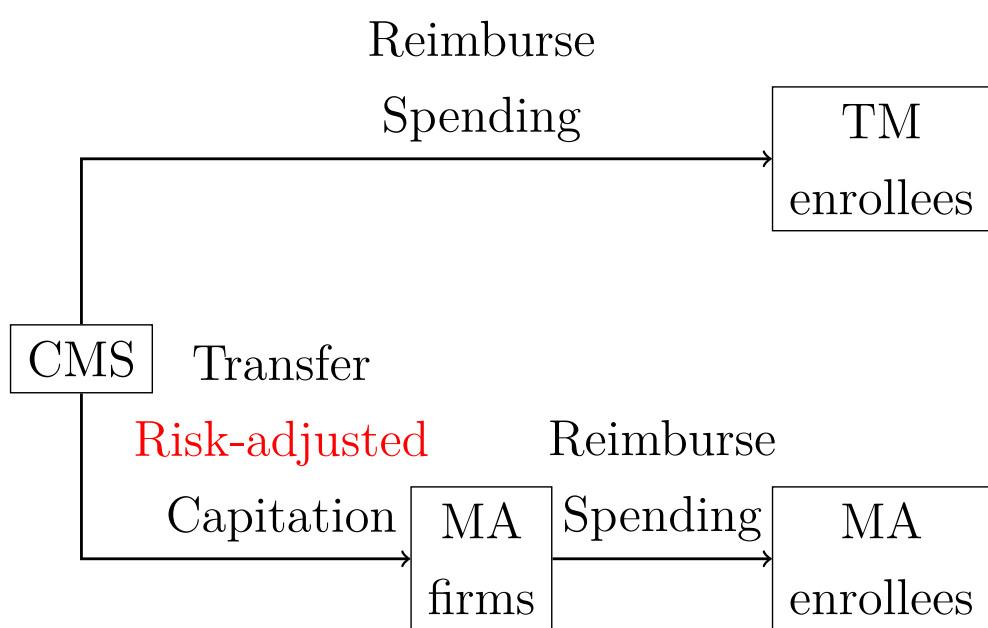 Reimburse
Spending
TM
enrollees
CMS
Transfer
Risk-adjusted
Capitation
MA
firms
Reimburse
Spending
MA
enrollees